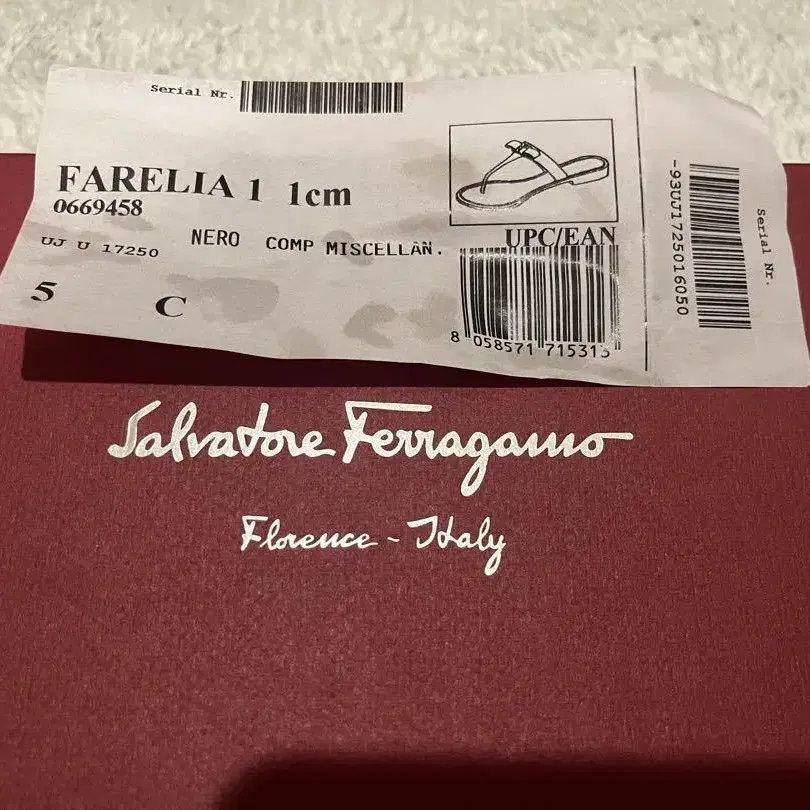 Serial Nr.
FARELIA 1 1cm
0669458
UJ U 17250 NERO COMP MISCELLAN.
5 C
UPC/EAN
8 058571 715313
Serial Nr.
-93UJ1725016050
Salvatore Ferragamo
Florence - Italy